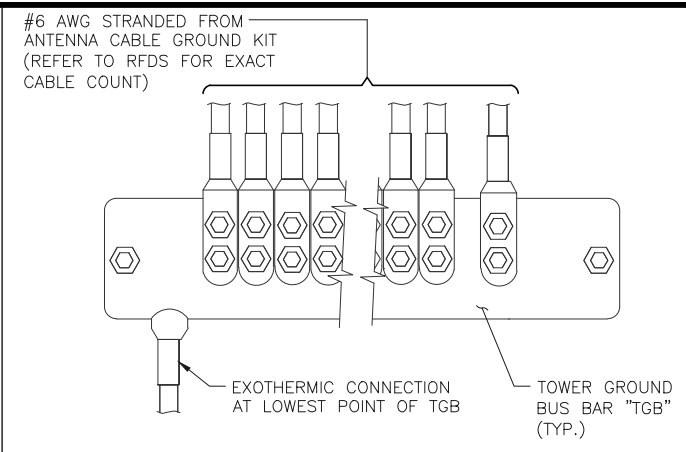 #6 AWG STRANDED FROM
ANTENNA CABLE GROUND KIT
(REFER TO RFDS FOR EXACT
CABLE COUNT)
EXOTHERMIC CONNECTION
AT LOWEST POINT OF TGB
TOWER GROUND
BUS BAR "TGB"
(TYP.)